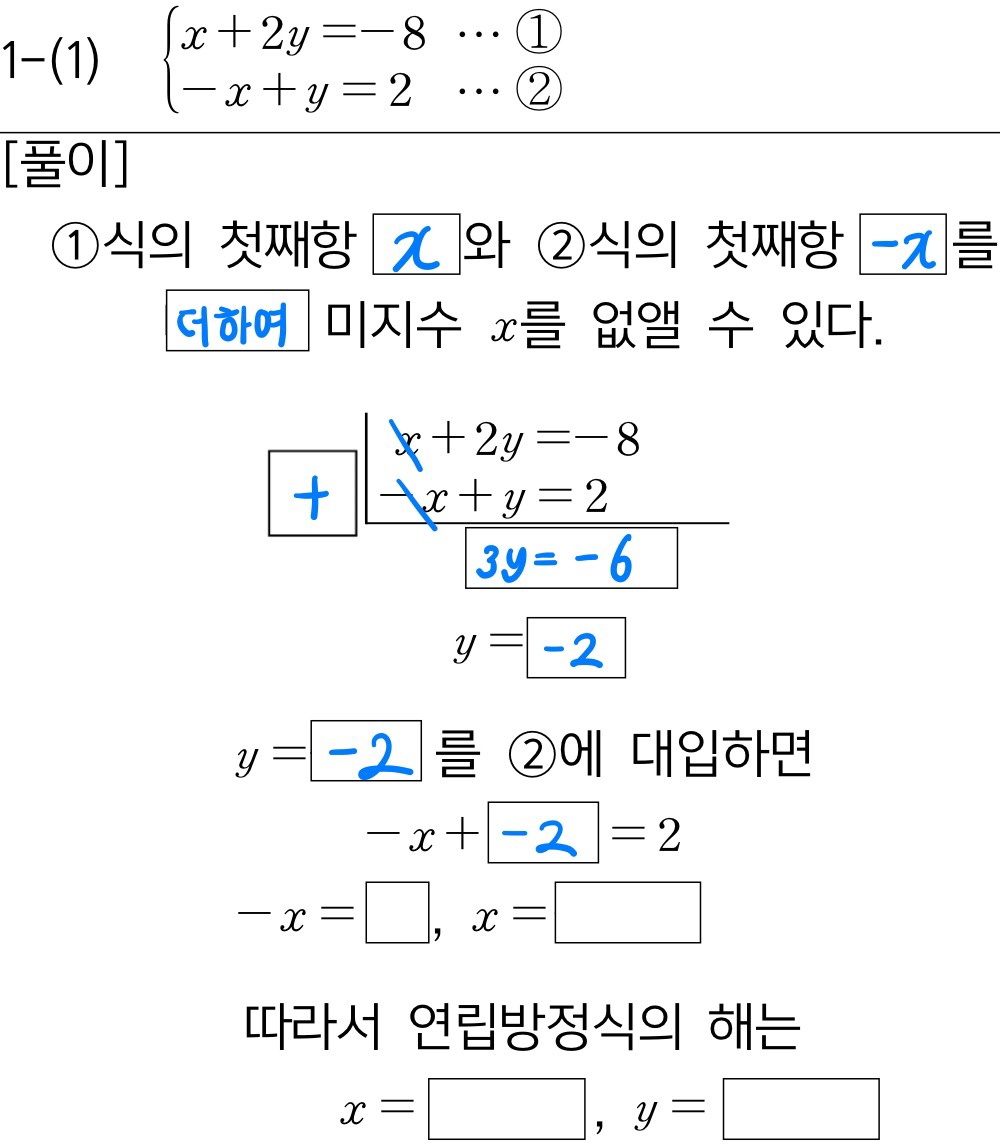 1-(1) x+2y=-8 … ①
-x+y=2 … ②
[풀이]
①식의 첫째항 x 와 ②식의 첫째항 -x 를
더하여 미지수 x를 없앨 수 있다.
x+2y=-8
+ -x+y=2
3y=-6
y=-2
y=-2 를 ②에 대입하면
-x+-2=2
-x= , x=
따라서 연립방정식의 해는
x= , y=